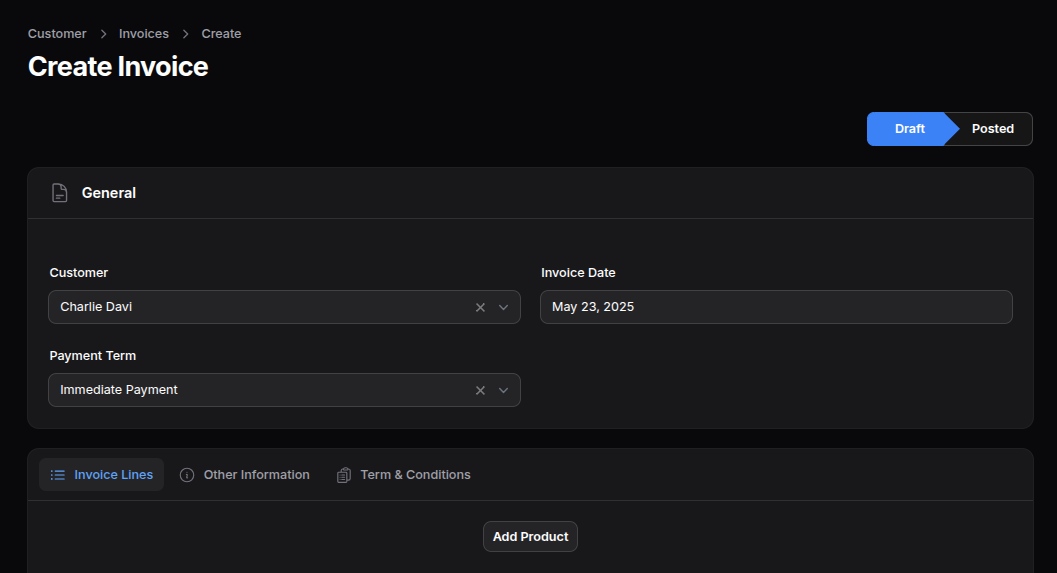 Customer > Invoices > Create
Create Invoice
Draft Posted
General
Customer Invoice Date
Charlie Davi May 23, 2025
Payment Term
Immediate Payment
Invoice Lines Other Information Term & Conditions
Add Product